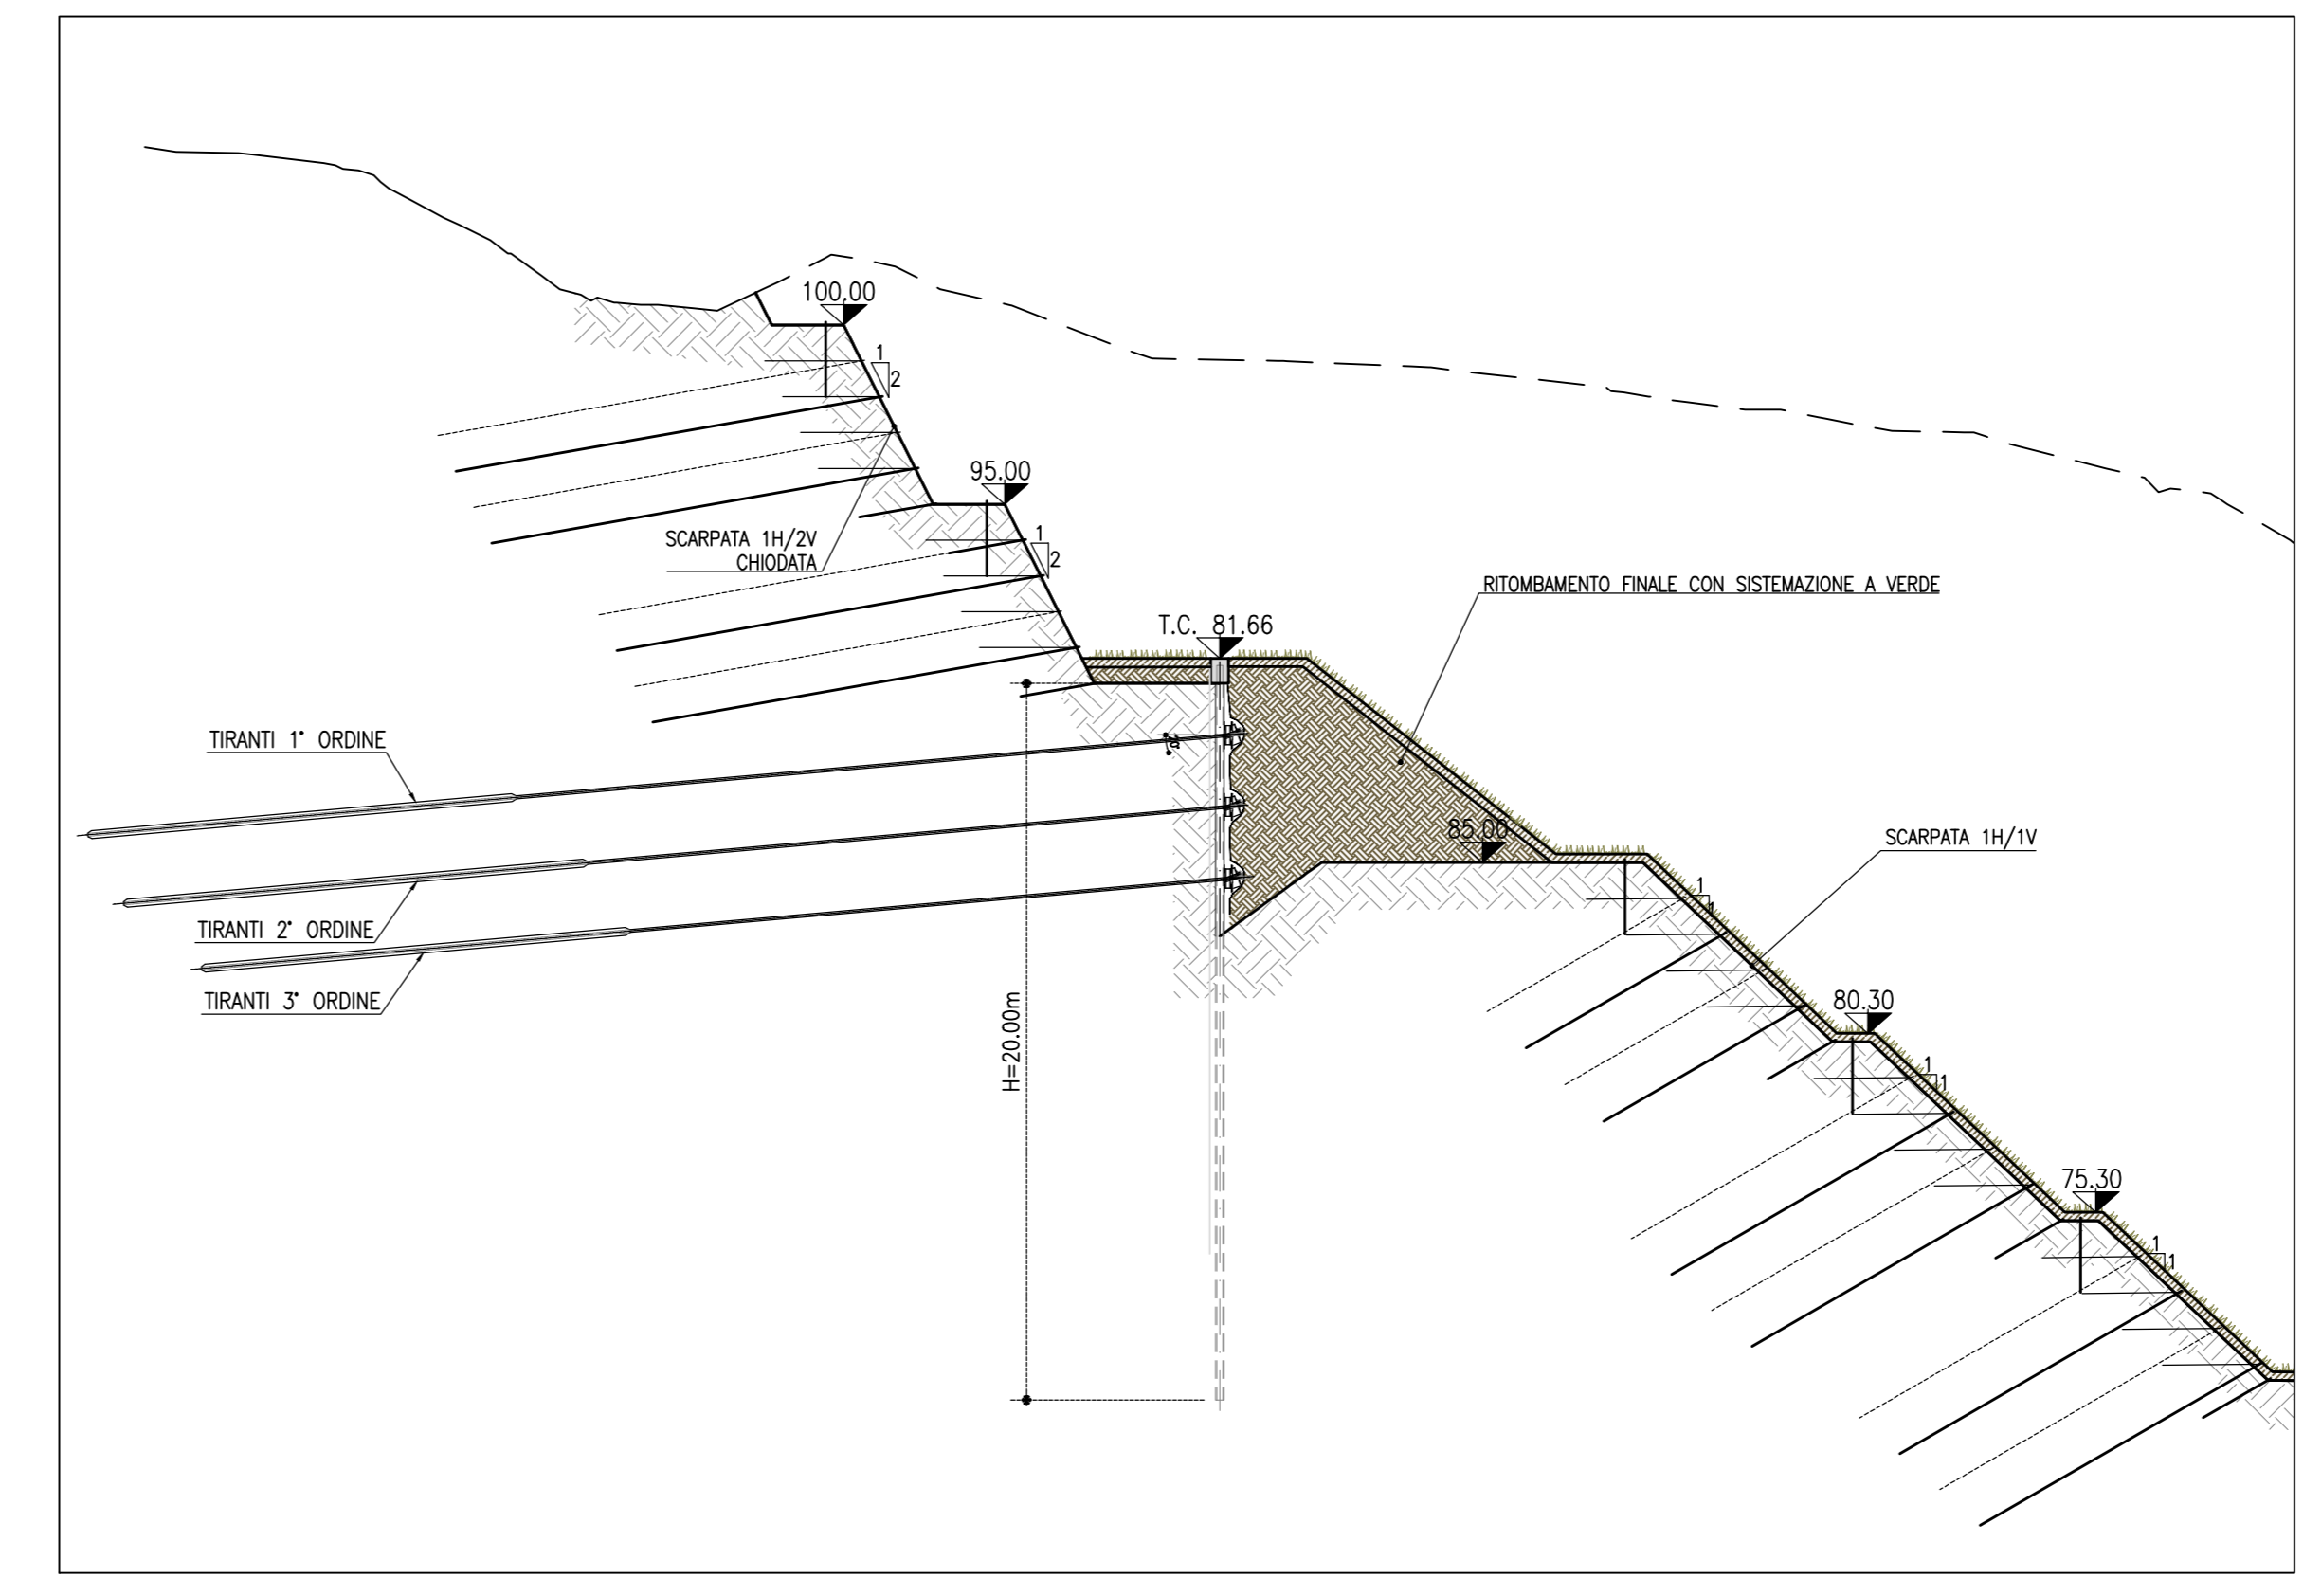 100.00
1
2
95.00
SCARPATA 1H/2V
CHIODATA
1
2
RITOMBAMENTO FINALE CON SISTEMAZIONE A VERDE
T.C. 81.66
TIRANTI 1° ORDINE
85.00
SCARPATA 1H/1V
1
1
TIRANTI 2° ORDINE
TIRANTI 3° ORDINE
H=20.00m
80.30
1
1
75.30
1
1